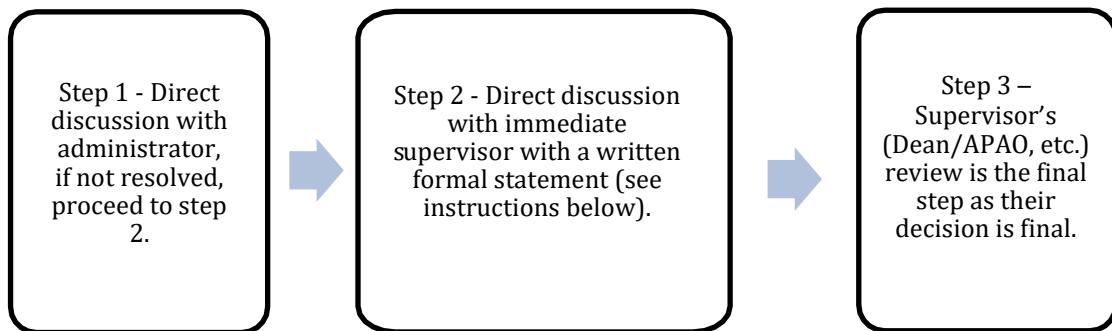 Step 1 - Direct
discussion with
administrator,
if not resolved,
proceed to step
2.
Step 2 - Direct discussion
with immediate
supervisor with a written
formal statement (see
instructions below).
Step 3 –
Supervisor’s
(Dean/APAO, etc.)
review is the final
step as their
decision is final.